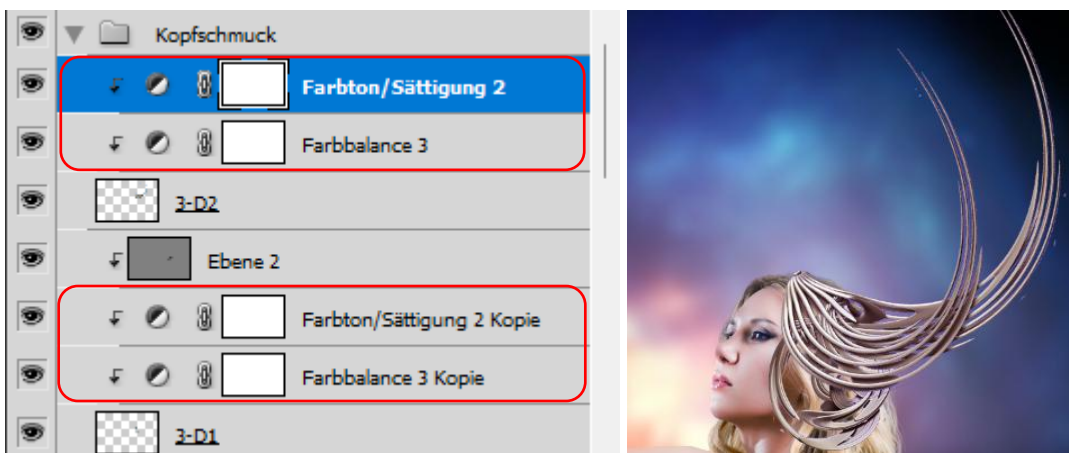 Kopfschmuck
Farbton/Sättigung 2
Farbbalance 3
3-D2
Ebene 2
Farbton/Sättigung 2 Kopie
Farbbalance 3 Kopie
3-D1